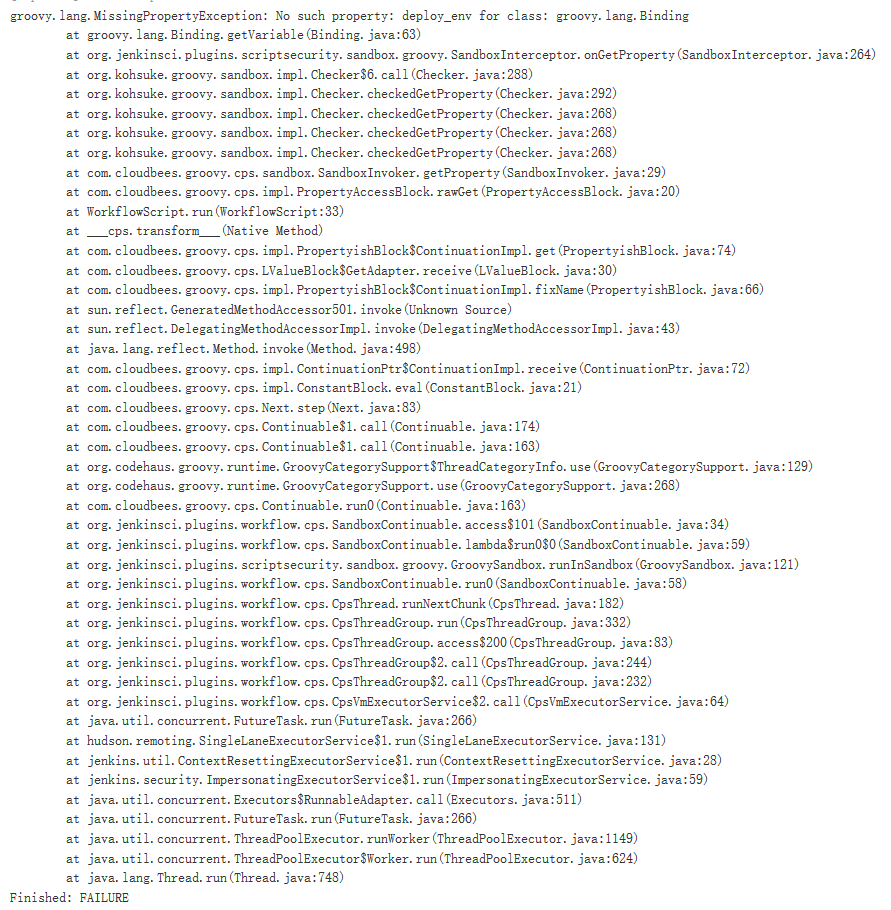 groovy.lang.MissingPropertyException: No such property: deploy_env for class: groovy.lang.Binding
at groovy.lang.Binding.getVariable(Binding.java:63)
at org.jenkinsci.plugins.scriptsecurity.sandbox.groovy.SandboxInterceptor.onGetProperty(SandboxInterceptor.java:264)
at org.kohsuke.groovy.sandbox.impl.Checker$6.call(Checker.java:288)
at org.kohsuke.groovy.sandbox.impl.Checker.checkedGetProperty(Checker.java:292)
at org.kohsuke.groovy.sandbox.impl.Checker.checkedGetProperty(Checker.java:268)
at org.kohsuke.groovy.sandbox.impl.Checker.checkedGetProperty(Checker.java:268)
at org.kohsuke.groovy.sandbox.impl.Checker.checkedGetProperty(Checker.java:268)
at com.cloudbees.groovy.cps.sandbox.SandboxInvoker.getProperty(SandboxInvoker.java:29)
at com.cloudbees.groovy.cps.impl.PropertyAccessBlock.rawGet(PropertyAccessBlock.java:20)
at WorkflowScript.run(WorkflowScript:33)
at ___cps.transform___(Native Method)
at com.cloudbees.groovy.cps.impl.PropertyishBlock$ContinuationImpl.get(PropertyishBlock.java:74)
at com.cloudbees.groovy.cps.LValueBlock$GetAdapter.receive(LValueBlock.java:30)
at com.cloudbees.groovy.cps.impl.PropertyishBlock$ContinuationImpl.fixName(PropertyishBlock.java:66)
at sun.reflect.GeneratedMethodAccessor501.invoke(Unknown Source)
at sun.reflect.DelegatingMethodAccessorImpl.invoke(DelegatingMethodAccessorImpl.java:43)
at java.lang.reflect.Method.invoke(Method.java:498)
at com.cloudbees.groovy.cps.impl.ContinuationPtr$ContinuationImpl.receive(ContinuationPtr.java:72)
at com.cloudbees.groovy.cps.impl.ConstantBlock.eval(ConstantBlock.java:21)
at com.cloudbees.groovy.cps.Next.step(Next.java:83)
at com.cloudbees.groovy.cps.Continuable$1.call(Continuable.java:174)
at com.cloudbees.groovy.cps.Continuable$1.call(Continuable.java:163)
at org.codehaus.groovy.runtime.GroovyCategorySupport$ThreadCategoryInfo.use(GroovyCategorySupport.java:129)
at org.codehaus.groovy.runtime.GroovyCategorySupport.use(GroovyCategorySupport.java:268)
at com.cloudbees.groovy.cps.Continuable.run0(Continuable.java:163)
at org.jenkinsci.plugins.workflow.cps.SandboxContinuable.access$101(SandboxContinuable.java:34)
at org.jenkinsci.plugins.workflow.cps.SandboxContinuable.lambda$run0$0(SandboxContinuable.java:59)
at org.jenkinsci.plugins.scriptsecurity.sandbox.groovy.GroovySandbox.runInSandbox(GroovySandbox.java:121)
at org.jenkinsci.plugins.workflow.cps.SandboxContinuable.run0(SandboxContinuable.java:58)
at org.jenkinsci.plugins.workflow.cps.CpsThread.runNextChunk(CpsThread.java:182)
at org.jenkinsci.plugins.workflow.cps.CpsThreadGroup.run(CpsThreadGroup.java:332)
at org.jenkinsci.plugins.workflow.cps.CpsThreadGroup.access$200(CpsThreadGroup.java:83)
at org.jenkinsci.plugins.workflow.cps.CpsThreadGroup$2.call(CpsThreadGroup.java:244)
at org.jenkinsci.plugins.workflow.cps.CpsThreadGroup$2.call(CpsThreadGroup.java:232)
at org.jenkinsci.plugins.workflow.cps.CpsVmExecutorService$2.call(CpsVmExecutorService.java:64)
at java.util.concurrent.FutureTask.run(FutureTask.java:266)
at hudson.remoting.SingleLaneExecutorService$1.run(SingleLaneExecutorService.java:131)
at jenkins.util.ContextResettingExecutorService$1.run(ContextResettingExecutorService.java:28)
at jenkins.security.ImpersonatingExecutorService$1.run(ImpersonatingExecutorService.java:59)
at java.util.concurrent.Executors$RunnableAdapter.call(Executors.java:511)
at java.util.concurrent.FutureTask.run(FutureTask.java:266)
at java.util.concurrent.ThreadPoolExecutor.runWorker(ThreadPoolExecutor.java:1149)
at java.util.concurrent.ThreadPoolExecutor$Worker.run(ThreadPoolExecutor.java:624)
at java.lang.Thread.run(Thread.java:748)
Finished: FAILURE